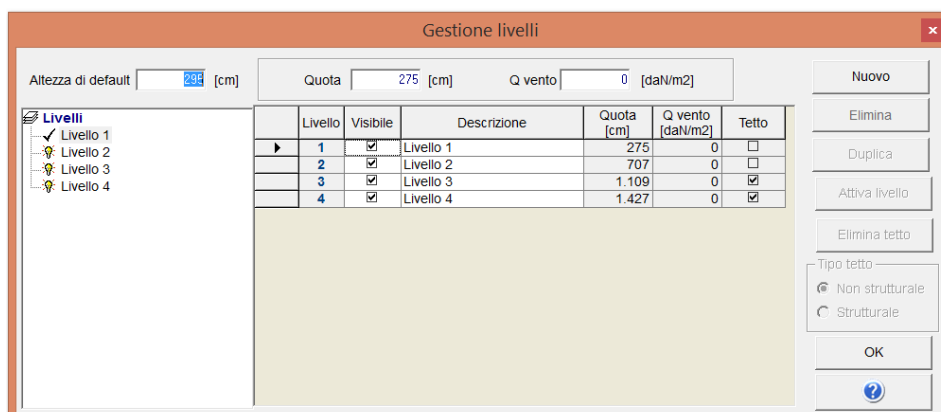 Gestione livelli
x
Altezza di default 295 [cm] Quota 275 [cm] Q vento 0 [daN/m2] Nuovo
Livelli
Livello 1
Livello 2
Livello 3
Livello 4
Livello Visibile Descrizione Quota [cm] Q vento [daN/m2] Tetto
1 Livello 1 275 0
2 Livello 2 707 0
3 Livello 3 1.109 0
4 Livello 4 1.427 0
Elimina
Duplica
Attiva livello
Elimina tetto
Tipo tetto
Non strutturale
Strutturale
OK
?